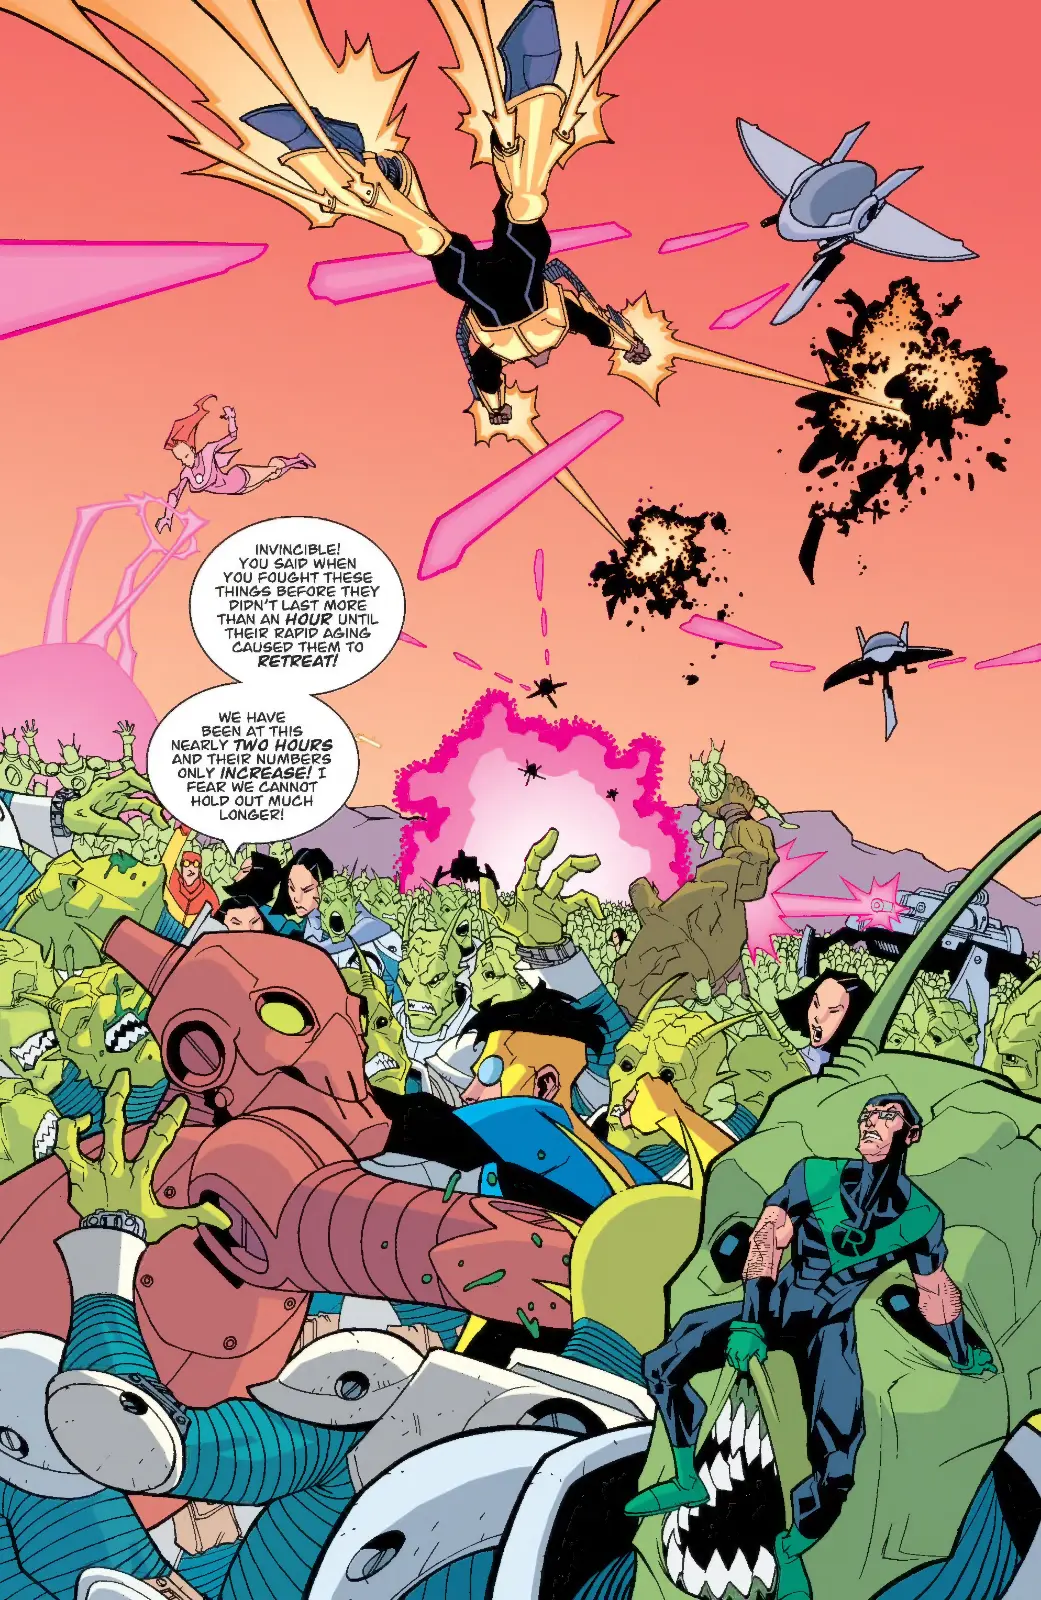 INVINCIBLE!
YOU SAID WHEN
YOU FOUGHT THESE
THINGS BEFORE THEY
DIDN'T LAST MORE
THAN AN HOUR UNTIL
THEIR RAPID AGING
CAUSED THEM TO
RETREAT!
WE HAVE
BEEN AT THIS
NEARLY TWO HOURS
AND THEIR NUMBERS
ONLY INCREASE! I
FEAR WE CANNOT
HOLD OUT MUCH
LONGER!
R